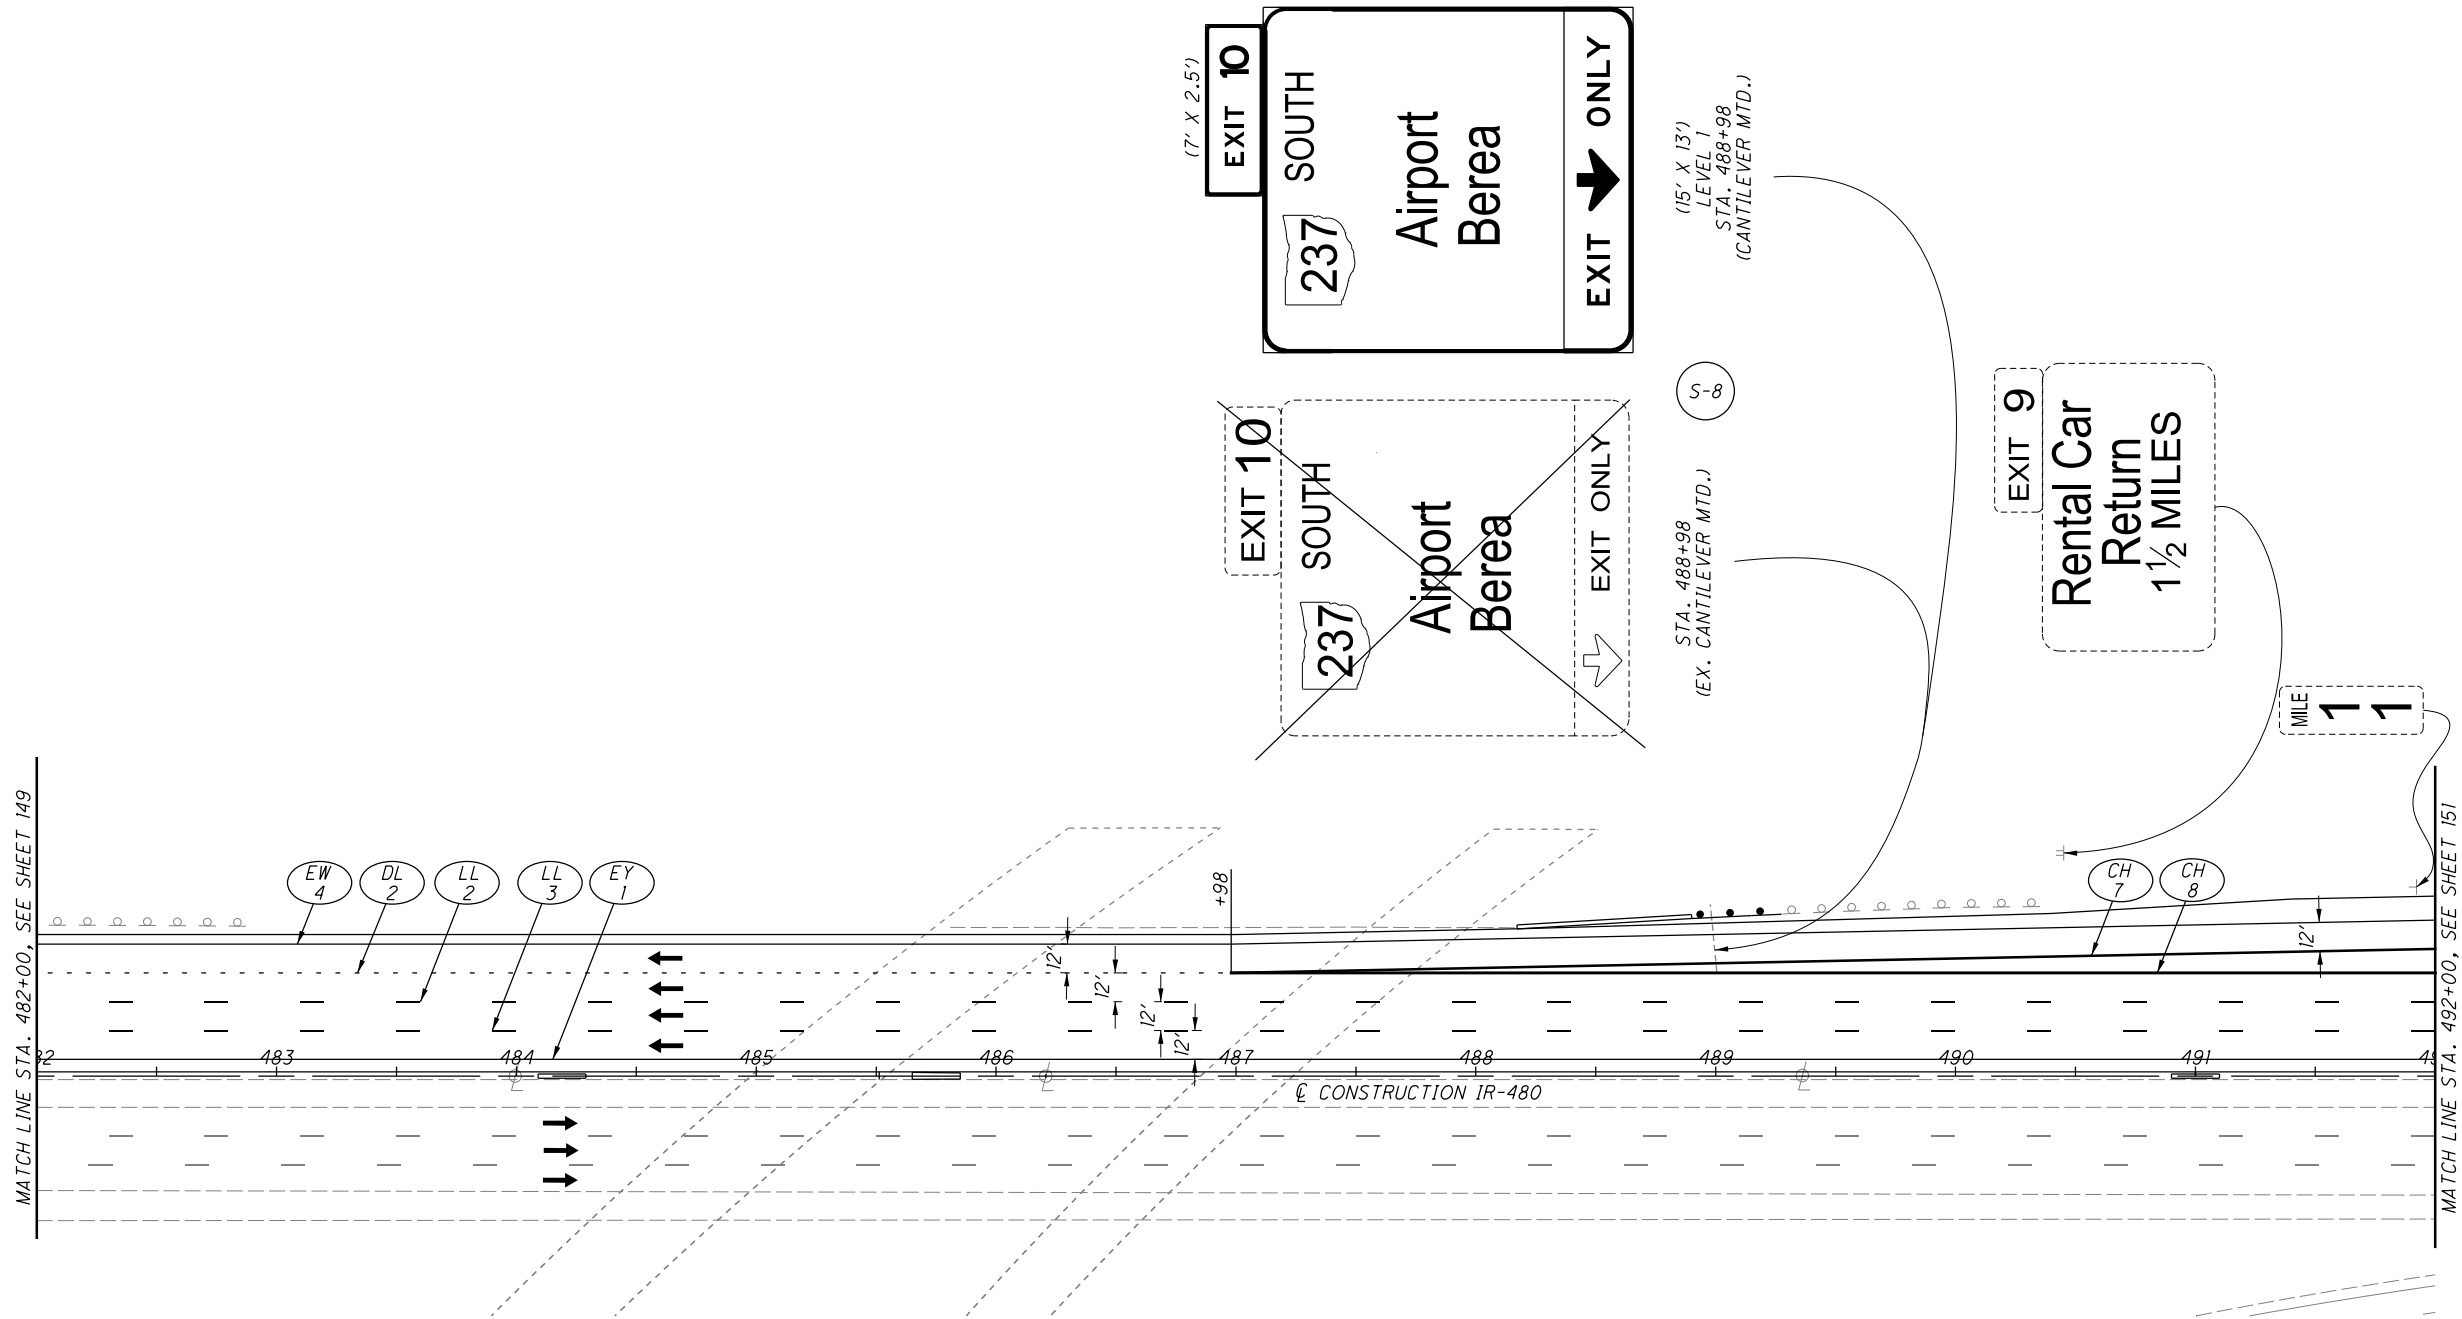 (7' X 2.5')
EXIT 10
237 SOUTH
Airport
Berea
EXIT ONLY
(15' X 13')
LEVEL 1
STA. 488+98
(CANTILEVER MTD.)
EXIT 10
237 SOUTH
Airport
Berea
EXIT ONLY
S-8
STA. 488+98
(EX. CANTILEVER MTD.)
EXIT 9
Rental Car
Return
1 1/2 MILES
MILE
1
1
MATCH LINE STA. 482+00, SEE SHEET 149
EW
4
DL
2
LL
2
LL
3
EY
1
+98
CH
7
CH
8
12'
12'
12'
12'
12'
483 484 485 486 487 488 489 490 491
℄ CONSTRUCTION IR-480
MATCH LINE STA. 492+00, SEE SHEET 151